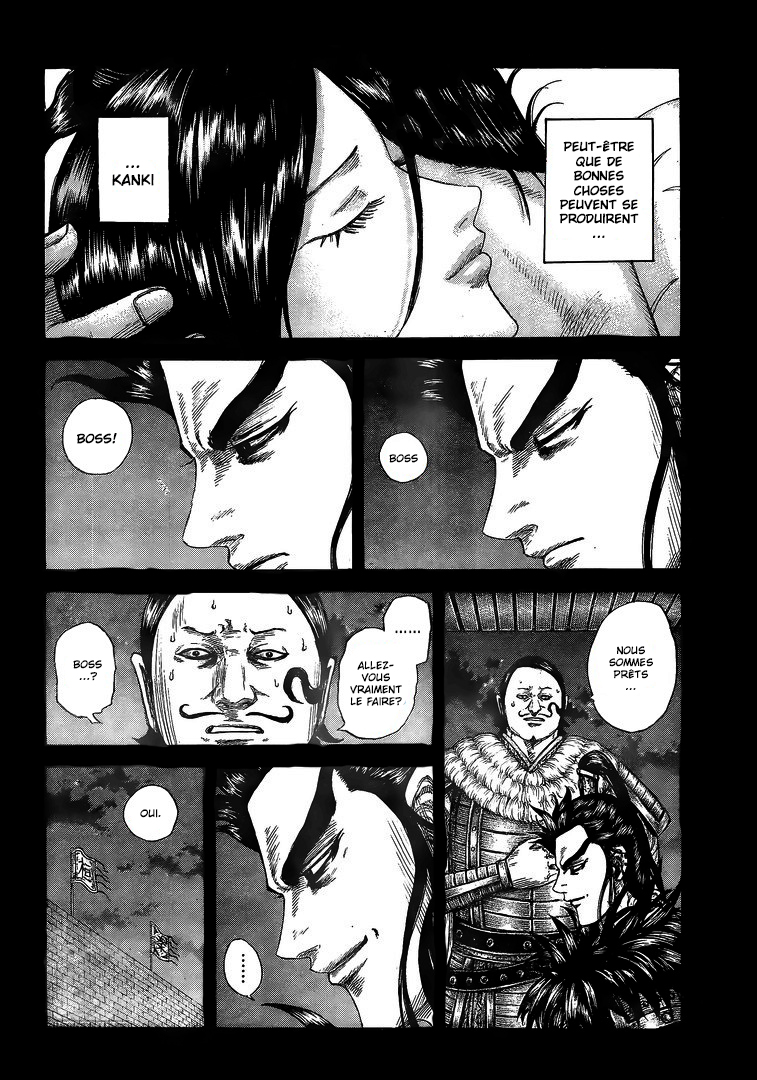 PEUT-ÊTRE
QUE DE
BONNES
CHOSES
PEUVENT SE
PRODUIRENT
...
...
KANKI
BOSS
BOSS!
NOUS
SOMMES
PRÊTS
...
......
ALLEZ-
VOUS
VRAIMENT
LE FAIRE?
BOSS
...?
......
OUI.